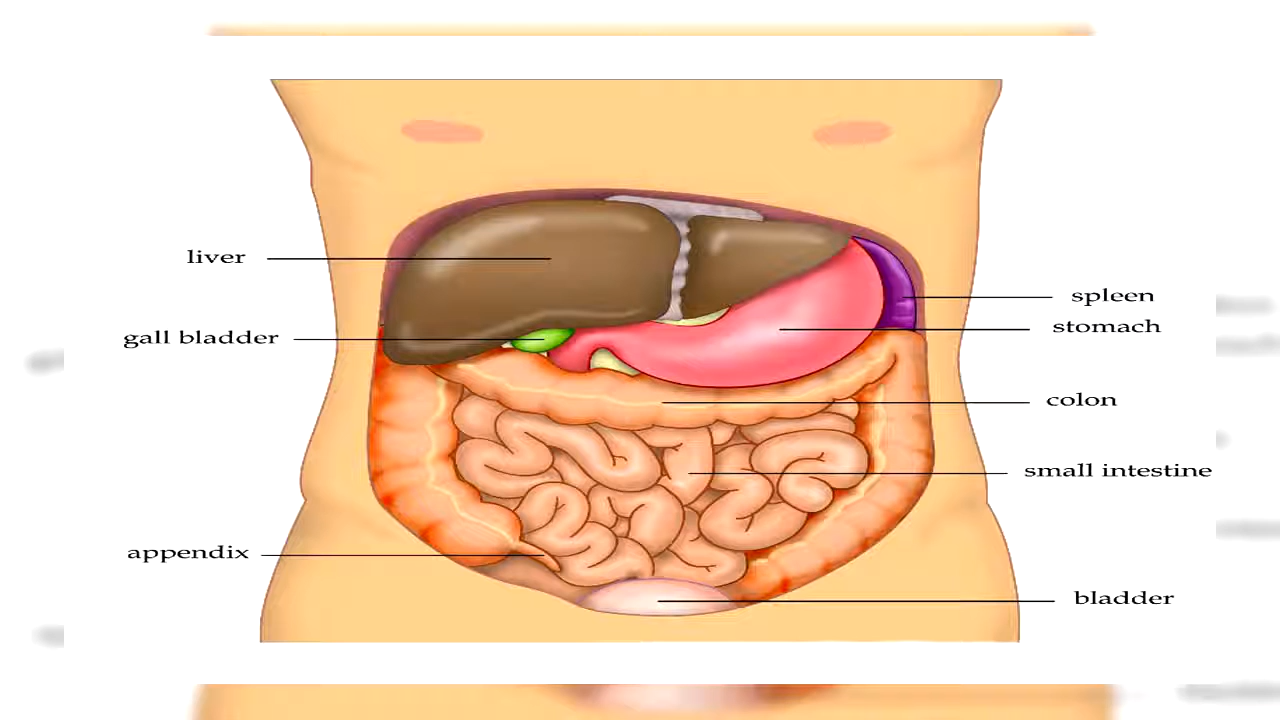 liver
spleen
stomach
gall bladder
colon
small intestine
appendix
bladder